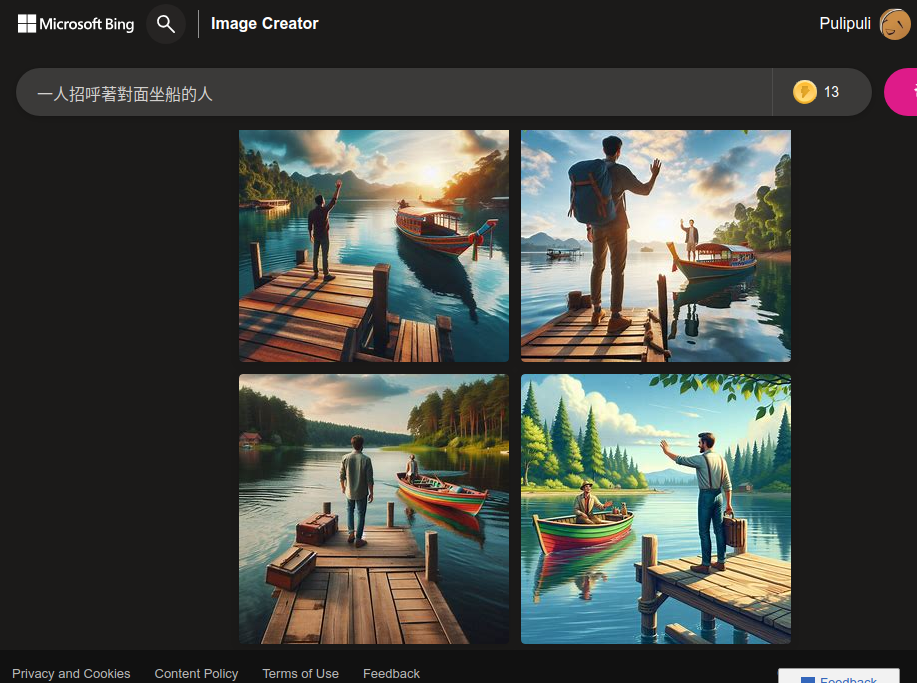 Microsoft Bing
Image Creator
Pulipuli
一人招呼著對面坐船的人
13
Privacy and Cookies
Content Policy
Terms of Use
Feedback
Feedback